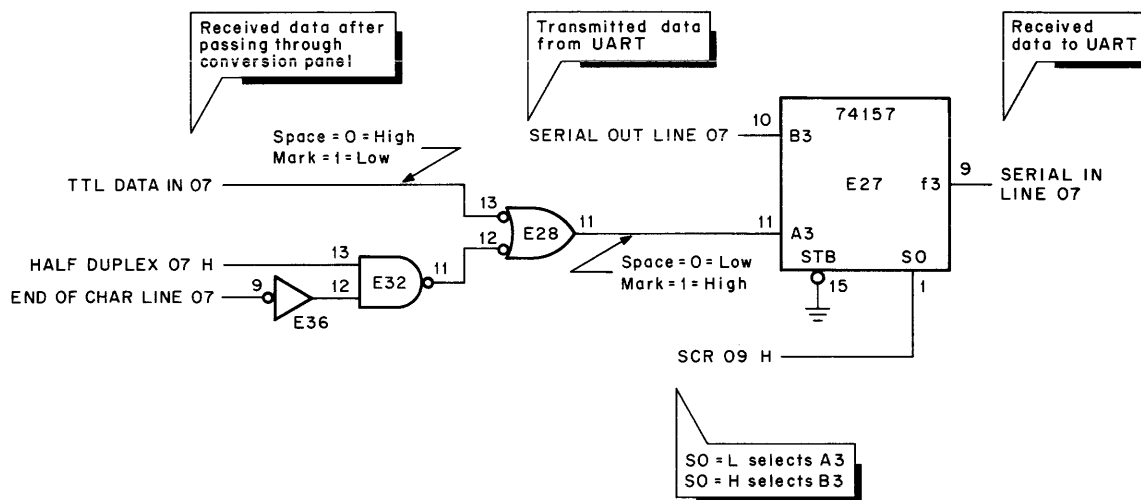 Received data after
passing through
conversion panel
Transmitted data
from UART
Received
data to UART
Space = 0 = High
Mark = 1 = Low
SERIAL OUT LINE 07
10
B3
74157
E27
f3
9
SERIAL IN
LINE 07
TTL DATA IN 07
13
12
E28
11
11
A3
STB
SO
15
1
Space = 0 = Low
Mark = 1 = High
HALF DUPLEX 07 H
13
END OF CHAR LINE 07
9
E36
12
E32
11
SCR 09 H
SO = L selects A3
SO = H selects B3